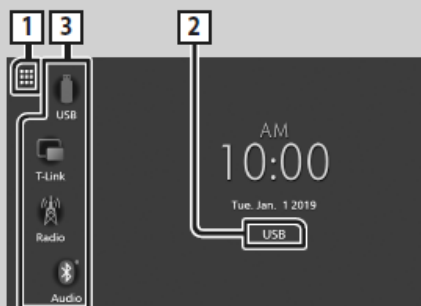 1 3 2
USB
T-Link
Radio
Audio
AM
10:00
Tue. Jan. 1 2019
USB